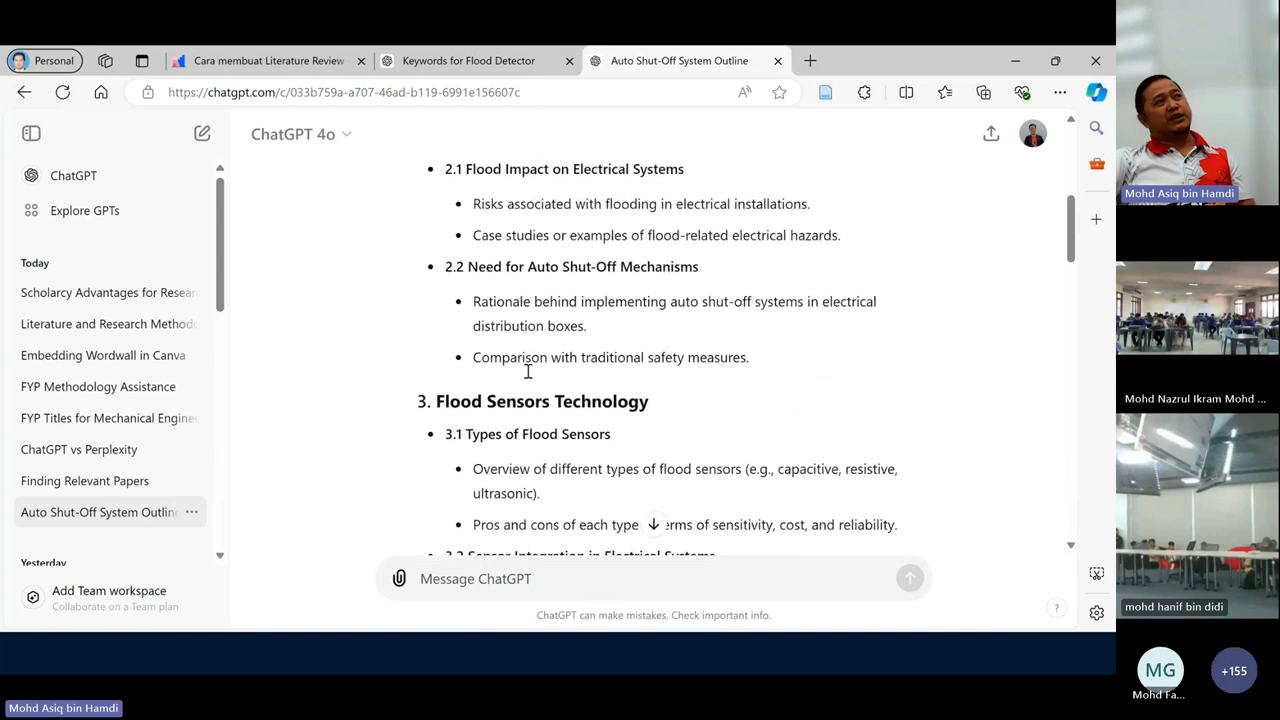 Personal
Cara membuat Literature Review
Keywords for Flood Detector
Auto Shut-Off System Outline
https://chatgpt.com/c/033b759a-a707-46ad-b119-6991e156607c
ChatGPT 4o
ChatGPT
Explore GPTs
Today
Scholarcy Advantages for Resear
Literature and Research Methodo
Embedding Wordwall in Canva
FYP Methodology Assistance
FYP Titles for Mechanical Engine
ChatGPT vs Perplexity
Finding Relevant Papers
Auto Shut-Off System Outlin
Yesterday
Add Team workspace
Collaborate on a Team plan
2.1 Flood Impact on Electrical Systems
Risks associated with flooding in electrical installations.
Case studies or examples of flood-related electrical hazards.
2.2 Need for Auto Shut-Off Mechanisms
Rationale behind implementing auto shut-off systems in electrical
distribution boxes.
Comparison with traditional safety measures.
3. Flood Sensors Technology
3.1 Types of Flood Sensors
Overview of different types of flood sensors (e.g., capacitive, resistive,
ultrasonic).
Pros and cons of each type erms of sensitivity, cost, and reliability.
3.2 Sensor Integration in Electrical Systems
Message ChatGPT
ChatGPT can make mistakes. Check important info.
?
Mohd Asiq bin Hamdi
Mohd Nazrul Ikram Mohd ...
mohd hanif bin didi
MG
Mohd Fa...
+155
Mohd Asiq bin Hamdi